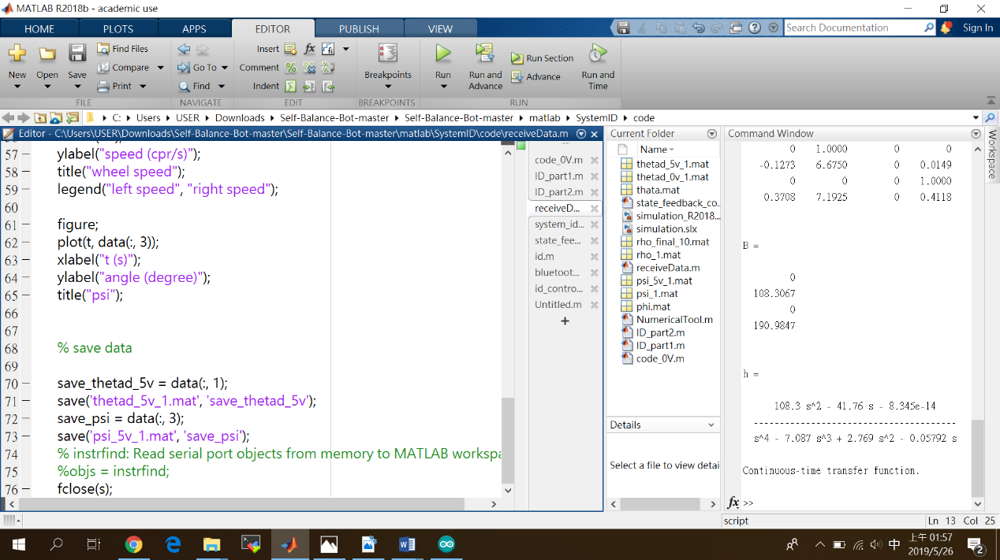 MATLAB R2018b - academic use
HOME PLOTS APPS EDITOR PUBLISH VIEW
Search Documentation
Sign In
New Open Save
Find Files
Compare
Print
FILE
Go To
Find
NAVIGATE
Insert
Comment
Indent
EDIT
Breakpoints
BREAKPOINTS
Run
Run and Advance
Run Section
Advance
Run and Time
RUN
C: Users USER Downloads Self-Balance-Bot-master Self-Balance-Bot-master matlab SystemID code
Editor - C:\Users\USER\Downloads\Self-Balance-Bot-master\Self-Balance-Bot-master\matlab\SystemID\code\receiveData.m
57 ylabel("speed (cpr/s)");
58 title("wheel speed");
59 legend("left speed", "right speed");
60
61 figure;
62 plot(t, data(:, 3));
63 xlabel("t (s)");
64 ylabel("angle (degree)");
65 title("psi");
66
67
68 % save data
69
70 save_thetad_5v = data(:, 1);
71 save('thetad_5v_1.mat', 'save_thetad_5v');
72 save_psi = data(:, 3);
73 save('psi_5v_1.mat', 'save_psi');
74 % instrfind: Read serial port objects from memory to MATLAB workspa
75 %objs = instrfind;
76 fclose(s);
code_0V.m
ID_part1.m
ID_part2.m
receiveD...
system_id...
state_fee...
id.m
bluetoot...
id_contro...
Untitled.m
Current Folder
Name
thetad_5v_1.mat
thetad_0v_1.mat
thata.mat
state_feedback_co...
simulation_R2018...
simulation.slx
rho_final_10.mat
rho_1.mat
receiveData.m
psi_5v_1.mat
psi_1.mat
phi.mat
NumericalTool.m
ID_part2.m
ID_part1.m
code_0V.m
Details
Select a file to view detai
Command Window
0 1.0000 0 0
-0.1273 6.6750 0 0.0149
0 0 0 1.0000
0.3708 7.1925 0 0.4118
B =
0
108.3067
0
190.9847
h =
108.3 s^2 - 41.76 s - 8.345e-14
-----------------------------------
s^4 - 7.087 s^3 + 2.769 s^2 - 0.05792 s
Continuous-time transfer function.
fx >>
Workspace
script
Ln 13 Col 25
中
上午 01:57
2019/5/26
2